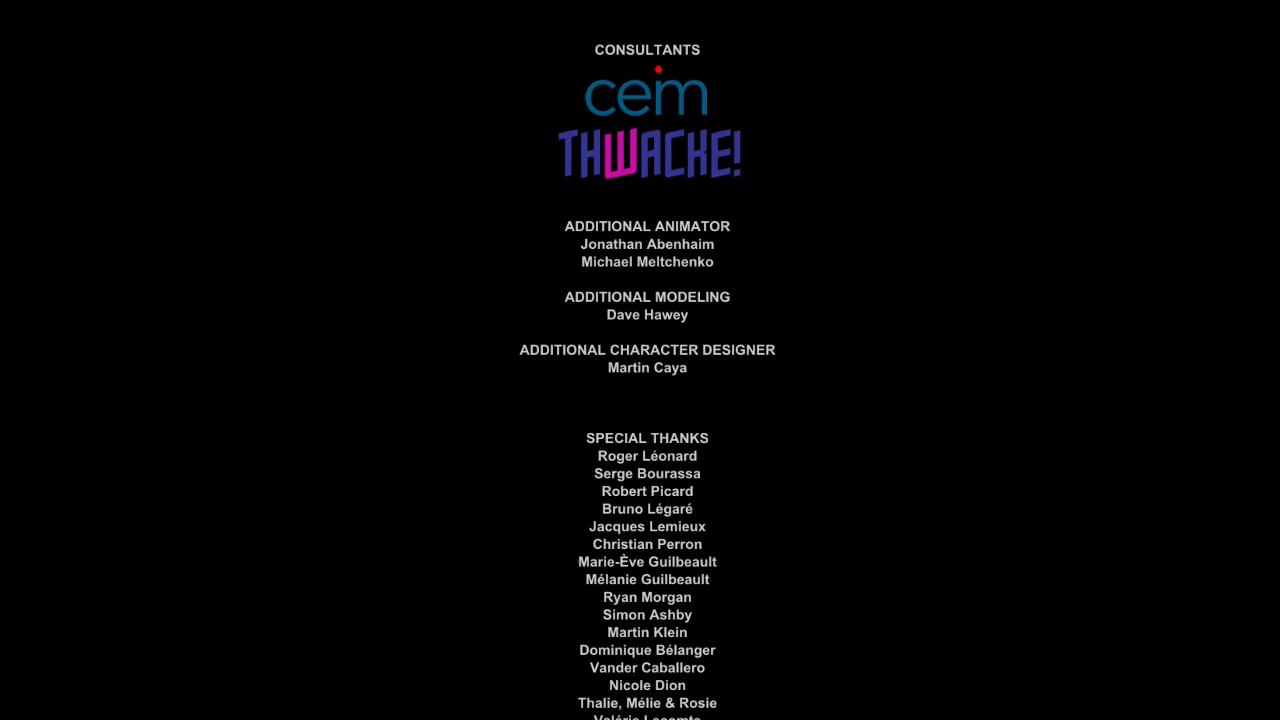 CONSULTANTS
ceim
THWACKE!
ADDITIONAL ANIMATOR
Jonathan Abenhaim
Michael Meltchenko
ADDITIONAL MODELING
Dave Hawey
ADDITIONAL CHARACTER DESIGNER
Martin Caya
SPECIAL THANKS
Roger Léonard
Serge Bourassa
Robert Picard
Bruno Légaré
Jacques Lemieux
Christian Perron
Marie-Ève Guilbeault
Mélanie Guilbeault
Ryan Morgan
Simon Ashby
Martin Klein
Dominique Bélanger
Vander Caballero
Nicole Dion
Thalie, Mélie & Rosie